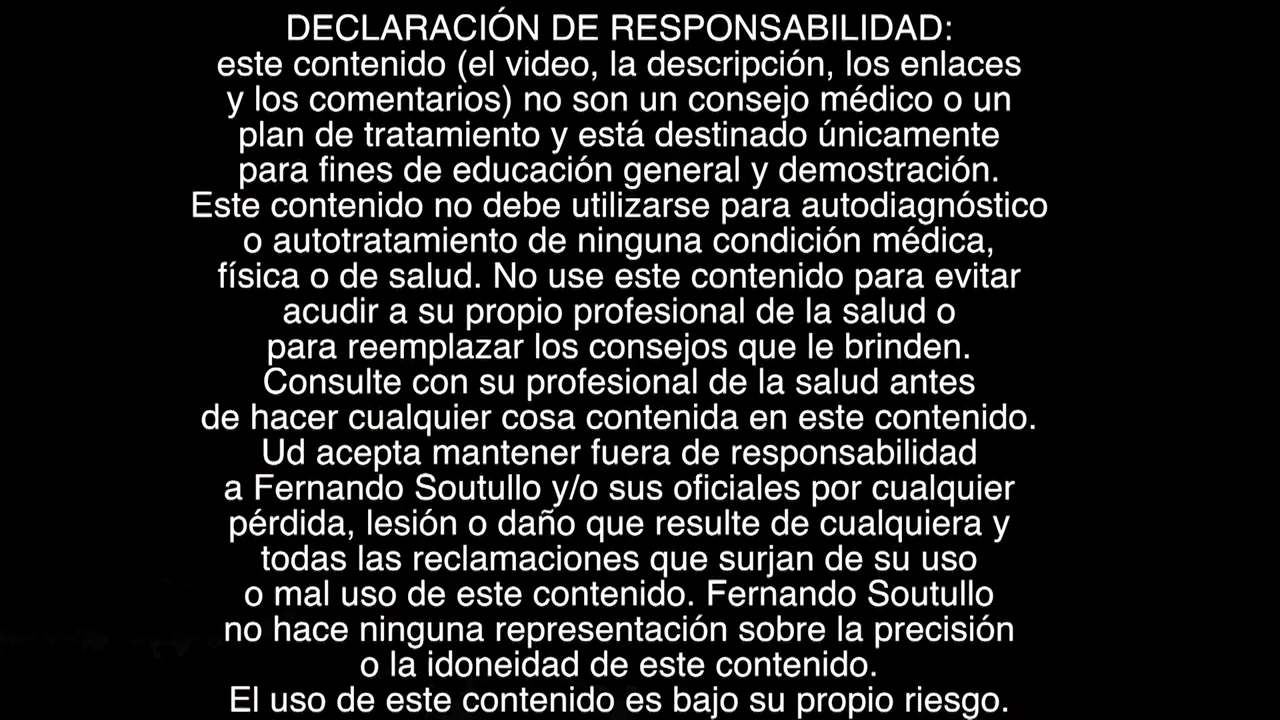 DECLARACIÓN DE RESPONSABILIDAD:
este contenido (el video, la descripción, los enlaces
y los comentarios) no son un consejo médico o un
plan de tratamiento y está destinado únicamente
para fines de educación general y demostración.
Este contenido no debe utilizarse para autodiagnóstico
o autotratamiento de ninguna condición médica,
física o de salud. No use este contenido para evitar
acudir a su propio profesional de la salud o
para reemplazar los consejos que le brinden.
Consulte con su profesional de la salud antes
de hacer cualquier cosa contenida en este contenido.
Ud acepta mantener fuera de responsabilidad
a Fernando Soutullo y/o sus oficiales por cualquier
pérdida, lesión o daño que resulte de cualquiera y
todas las reclamaciones que surjan de su uso
o mal uso de este contenido. Fernando Soutullo
no hace ninguna representación sobre la precisión
o la idoneidad de este contenido.
El uso de este contenido es bajo su propio riesgo.